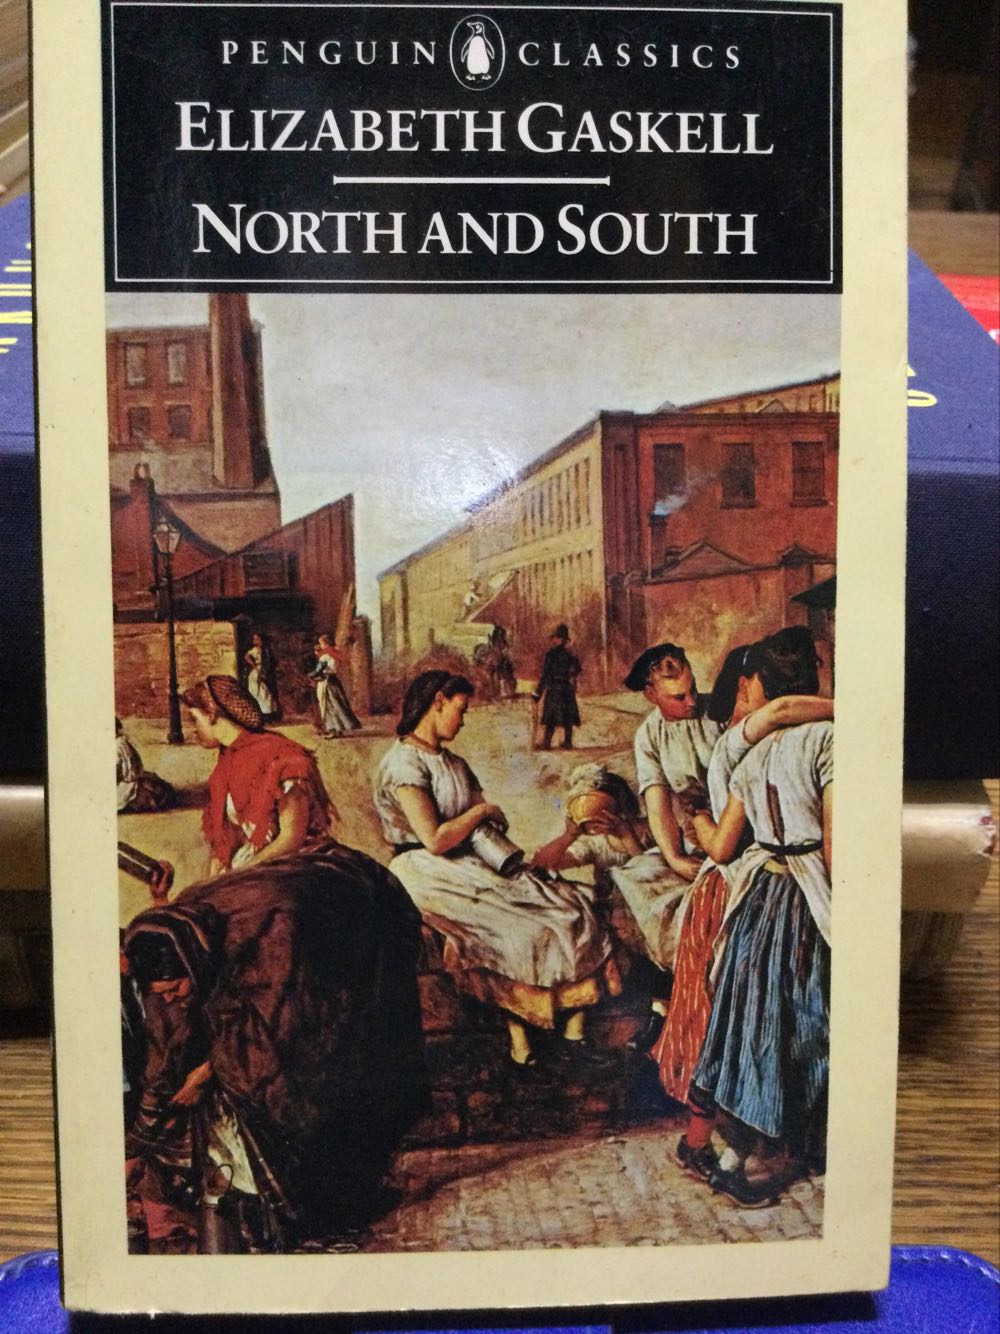 PENGUIN CLASSICS
ELIZABETH GASKELL
NORTH AND SOUTH